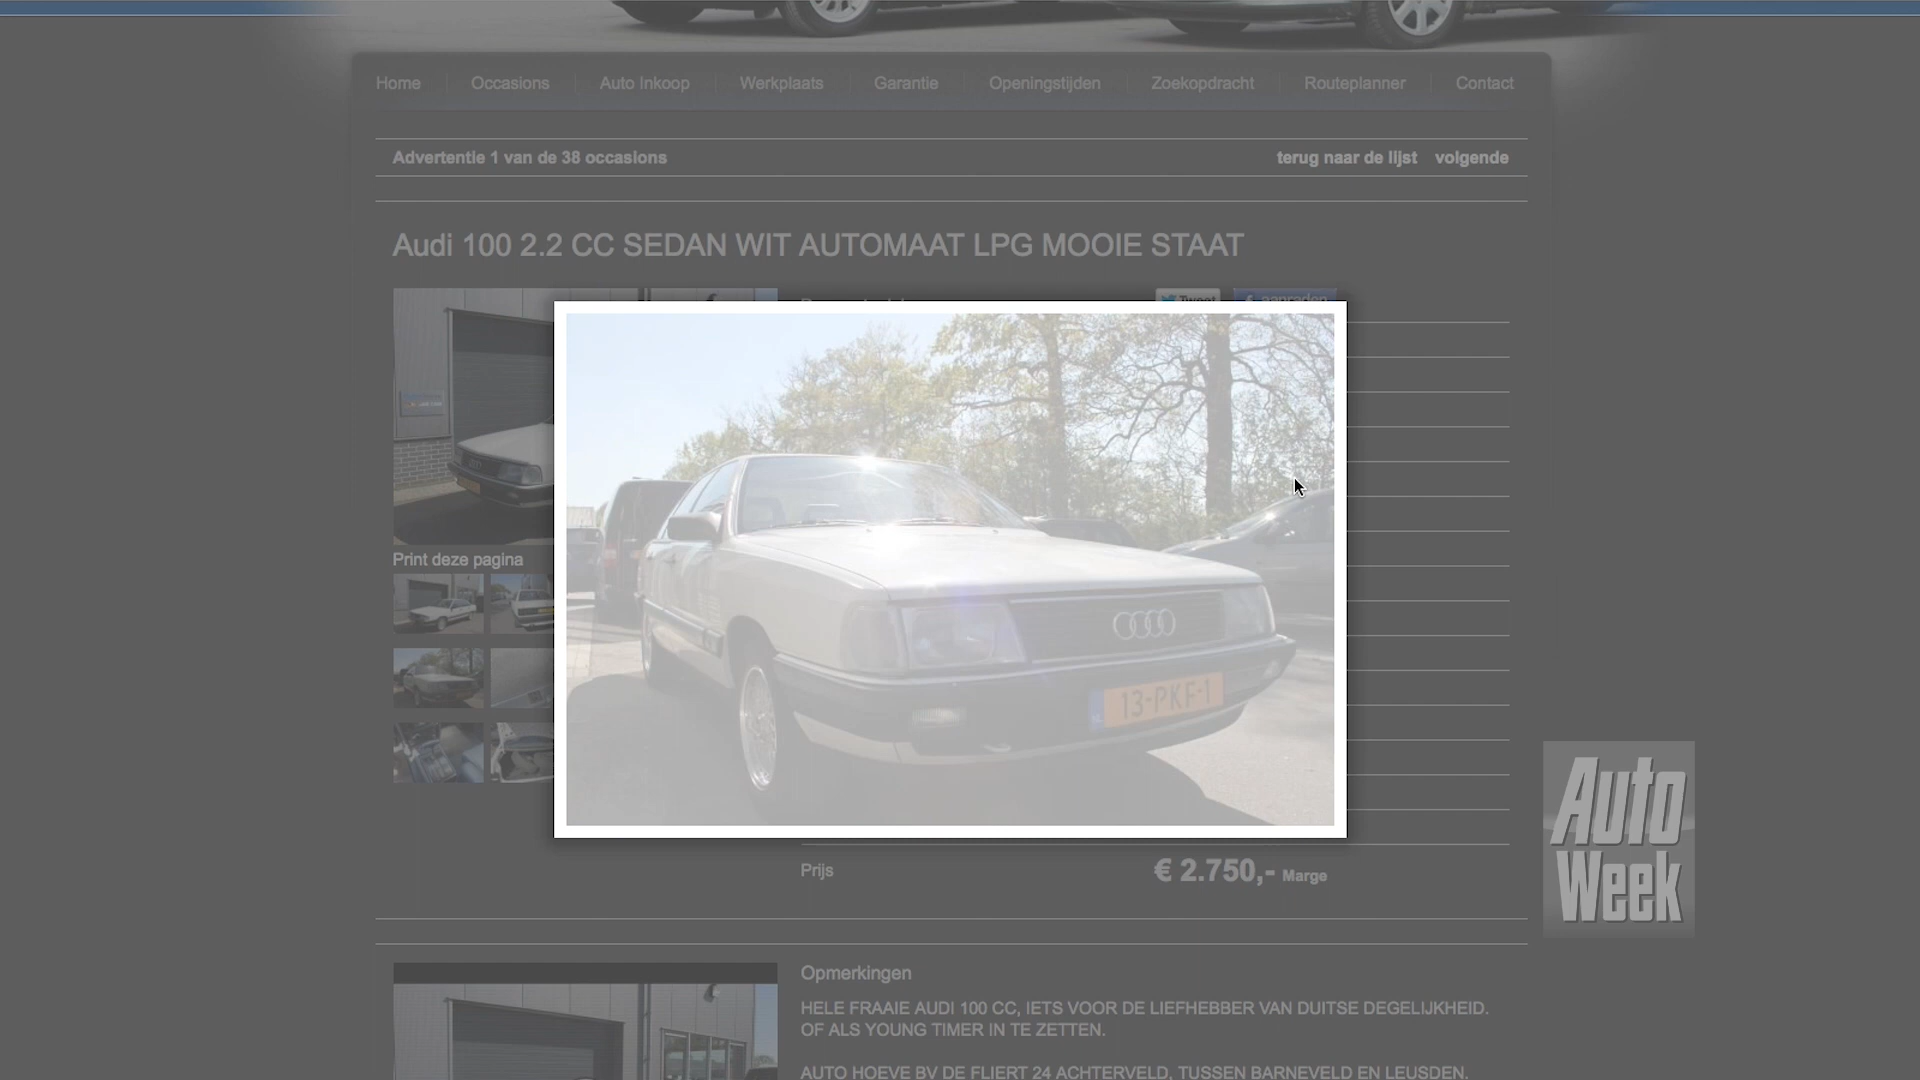 Home Occasions Auto Inkoop Werkplaats Garantie Openingstijden Zoekopdracht Routeplanner Contact
Advertentie 1 van de 38 occasions terug naar de lijst volgende
Audi 100 2.2 CC SEDAN WIT AUTOMAAT LPG MOOIE STAAT
Tweet aanraden
13-PKF-1
Print deze pagina
Prijs € 2.750,- Marge
Auto
Week
Opmerkingen
HELE FRAAIE AUDI 100 CC, IETS VOOR DE LIEFHEBBER VAN DUITSE DEGELIJKHEID.
OF ALS YOUNG TIMER IN TE ZETTEN.
AUTO HOEVE BV DE FLIERT 24 ACHTERVELD, TUSSEN BARNEVELD EN LEUSDEN.